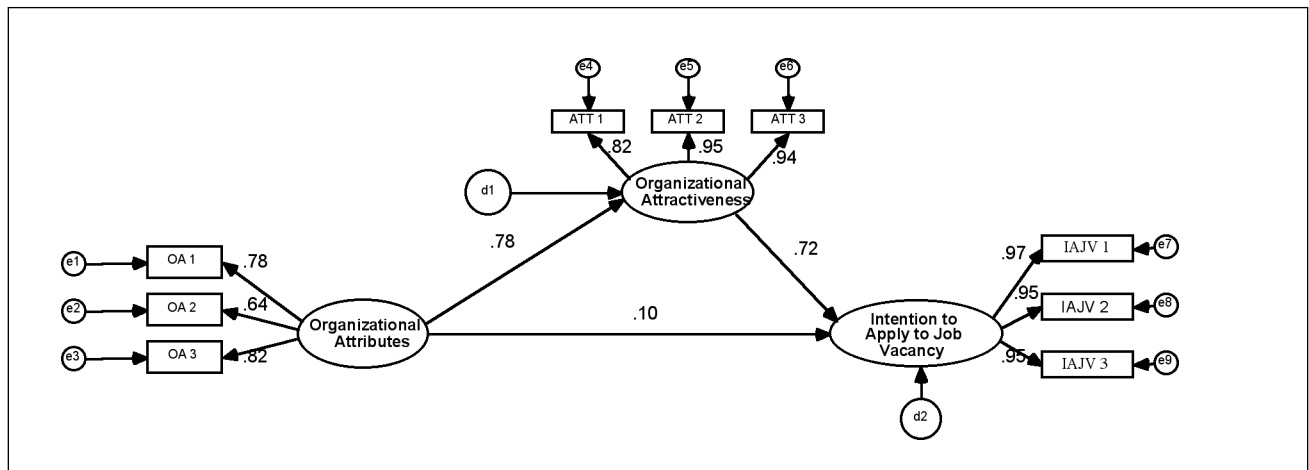 e4
e5
e6
ATT 1
ATT 2
ATT 3
.82
.95
.94
d1
Organizational
Attractiveness
.78
.72
e1
OA 1
.78
e2
OA 2
.64
e3
OA 3
.82
Organizational
Attributes
.10
Intention to
Apply to Job
Vacancy
.97
IAJV 1
e7
.95
IAJV 2
e8
.95
IAJV 3
e9
d2